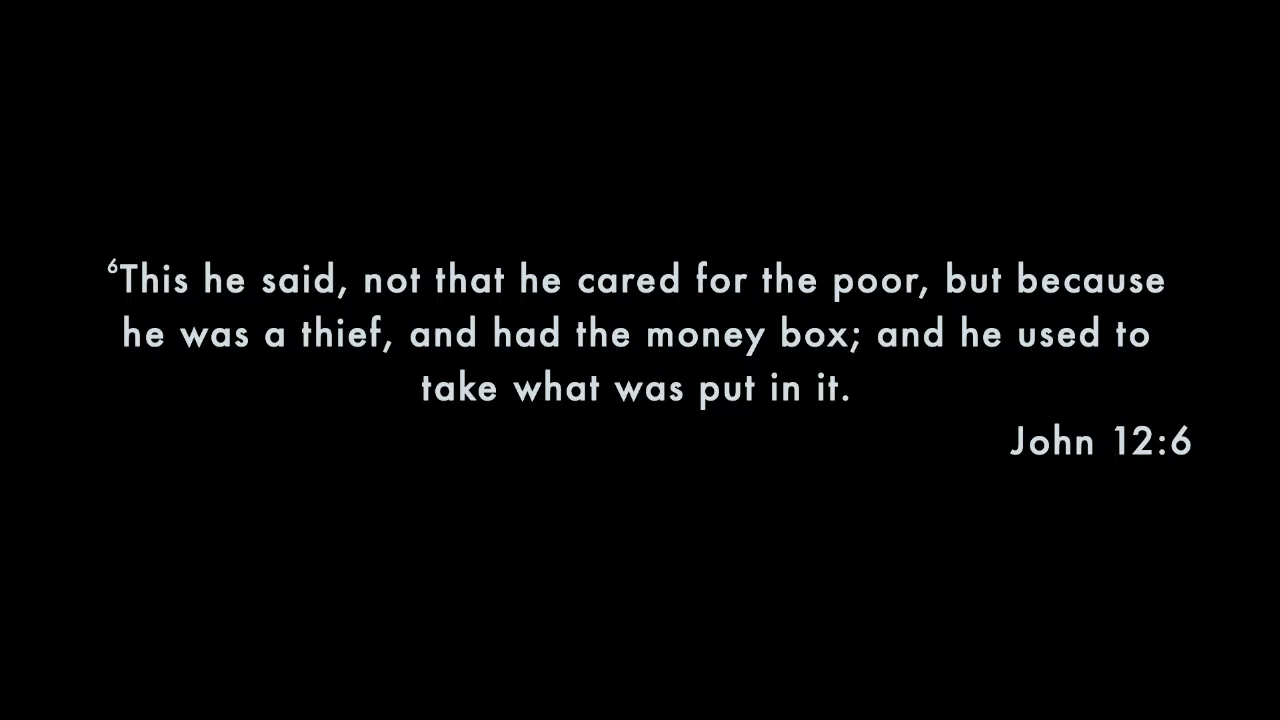 ⁶This he said, not that he cared for the poor, but because
he was a thief, and had the money box; and he used to
take what was put in it.
John 12:6